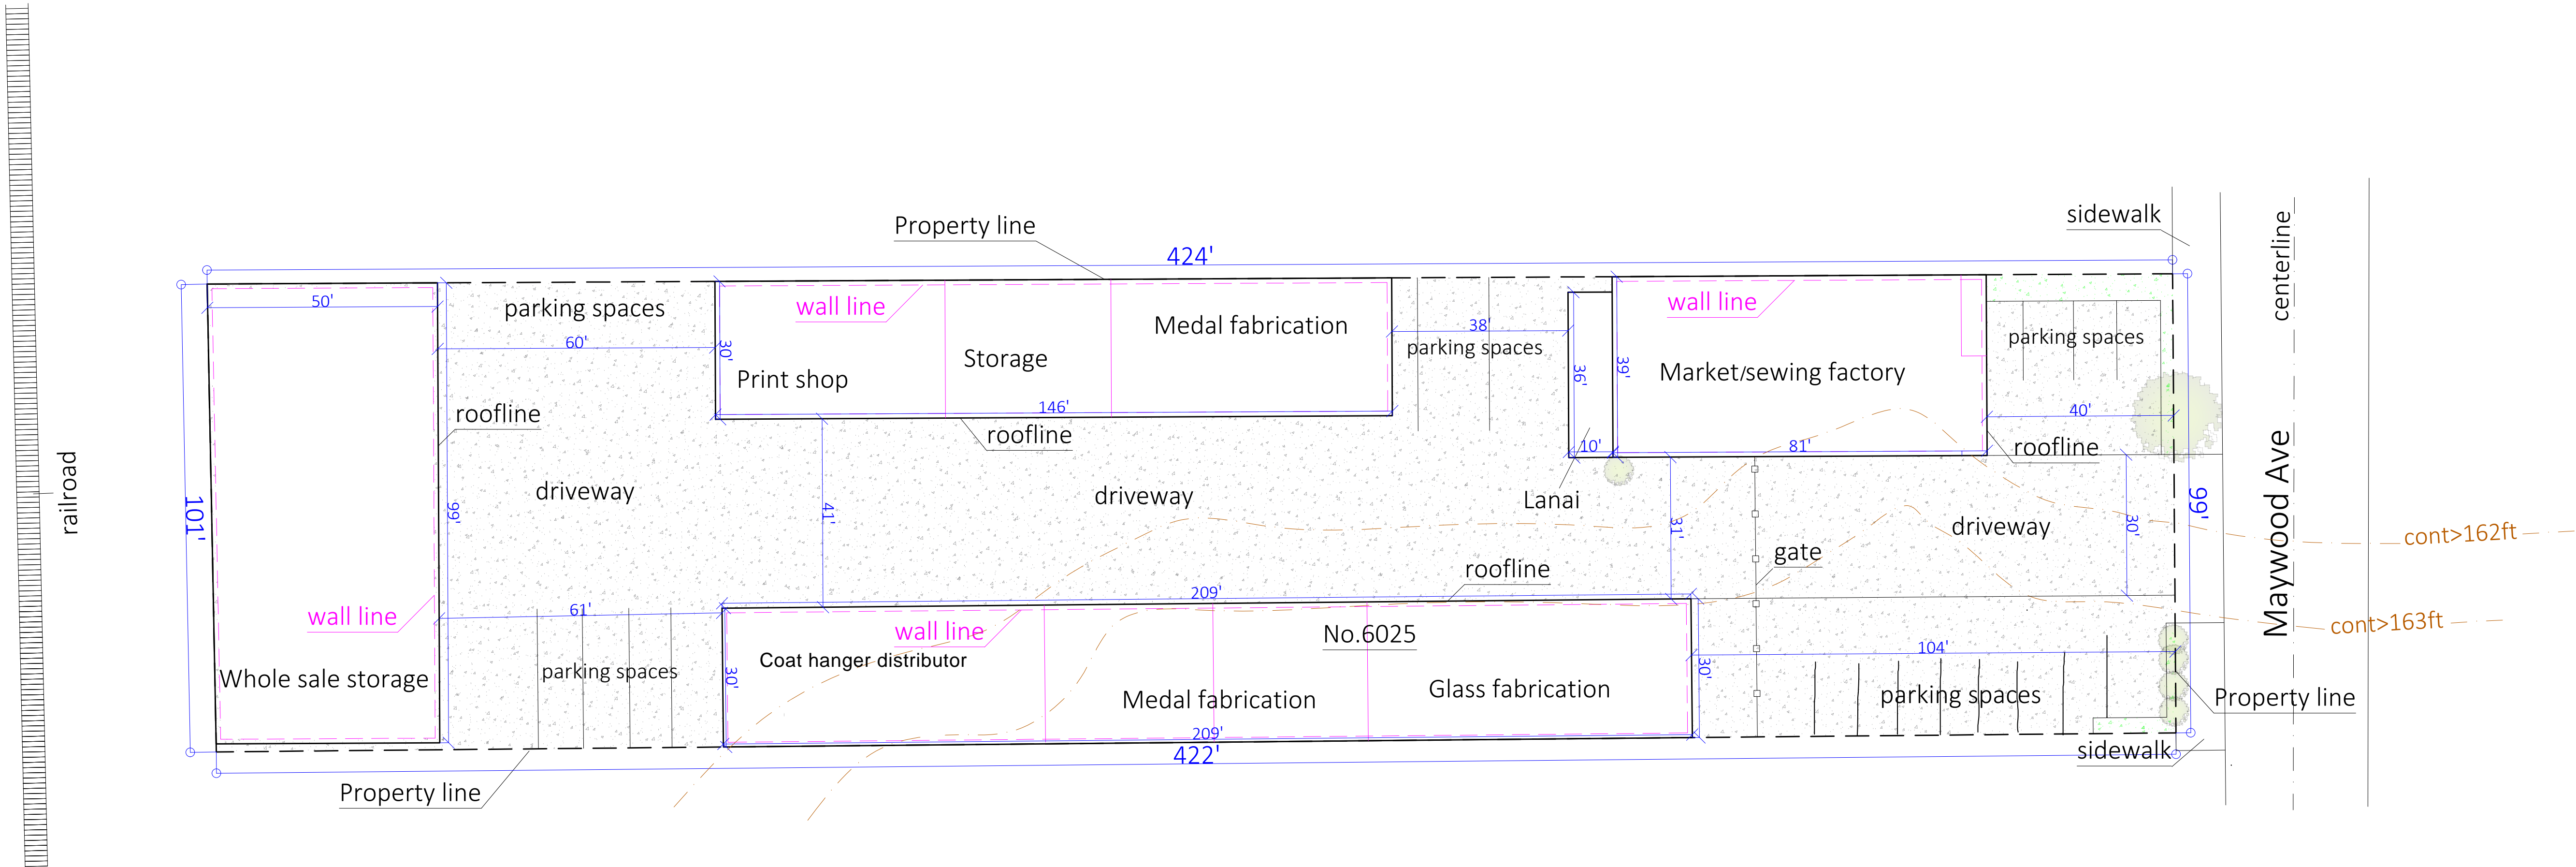 sidewalk
centerline
Property line
424'
50'
parking spaces
wall line
Medal fabrication
wall line
60'
30'
Storage
38'
parking spaces
parking spaces
Print shop
36'
39'
Market/sewing factory
146'
40'
roofline
roofline
10'
81'
roofline
railroad
101'
99'
driveway
41'
driveway
Lanai
31'
driveway
30'
99'
Maywood Ave
cont>162ft
gate
roofline
wall line
61'
209'
wall line
No.6025
cont>163ft
Coat hanger distributor
104'
Whole sale storage
parking spaces
30'
Medal fabrication
Glass fabrication
30'
parking spaces
Property line
209'
422'
sidewalk
Property line